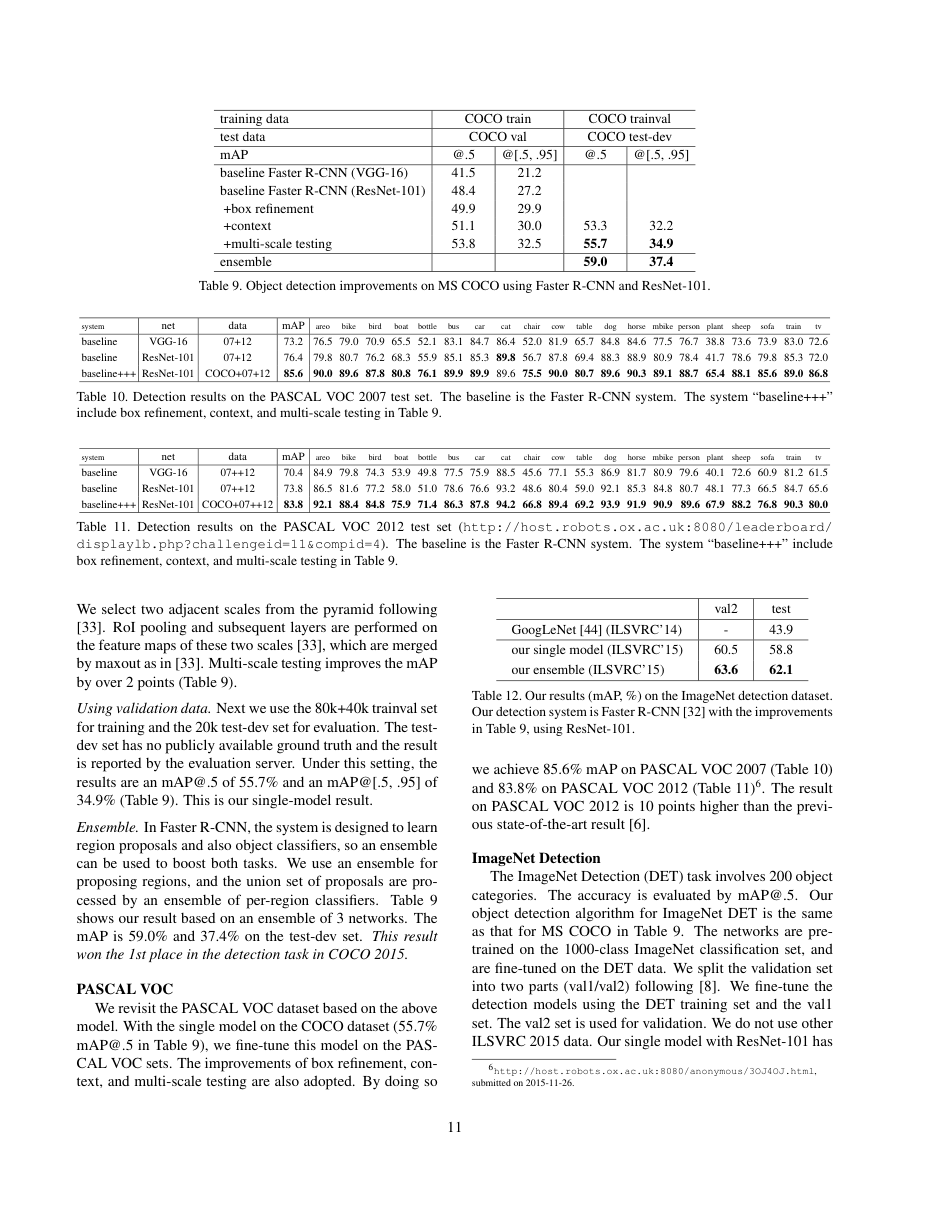 training data COCO train COCO trainval
test data COCO val COCO test-dev
mAP @.5 @[.5, .95] @.5 @[.5, .95]
baseline Faster R-CNN (VGG-16) 41.5 21.2
baseline Faster R-CNN (ResNet-101) 48.4 27.2
+box refinement 49.9 29.9
+context 51.1 30.0 53.3 32.2
+multi-scale testing 53.8 32.5 55.7 34.9
ensemble 59.0 37.4
Table 9. Object detection improvements on MS COCO using Faster R-CNN and ResNet-101.
system net data mAP areo bike bird boat bottle bus car cat chair cow table dog horse mbike person plant sheep sofa train tv
baseline VGG-16 07+12 73.2 76.5 79.0 70.9 65.5 52.1 83.1 84.7 86.4 52.0 81.9 65.7 84.8 84.6 77.5 76.7 38.8 73.6 73.9 83.0 72.6
baseline ResNet-101 07+12 76.4 79.8 80.7 76.2 68.3 55.9 85.1 85.3 89.8 56.7 87.8 69.4 88.3 88.9 80.9 78.4 41.7 78.6 79.8 85.3 72.0
baseline+++ ResNet-101 COCO+07+12 85.6 90.0 89.6 87.8 80.8 76.1 89.9 89.9 89.6 75.5 90.0 80.7 89.6 90.3 89.1 88.7 65.4 88.1 85.6 89.0 86.8
Table 10. Detection results on the PASCAL VOC 2007 test set. The baseline is the Faster R-CNN system. The system “baseline+++”
include box refinement, context, and multi-scale testing in Table 9.
system net data mAP areo bike bird boat bottle bus car cat chair cow table dog horse mbike person plant sheep sofa train tv
baseline VGG-16 07++12 70.4 84.9 79.8 74.3 53.9 49.8 77.5 75.9 88.5 45.6 77.1 55.3 86.9 81.7 80.9 79.6 40.1 72.6 60.9 81.2 61.5
baseline ResNet-101 07++12 73.8 86.5 81.6 77.2 58.0 51.0 78.6 76.6 93.2 48.6 80.4 59.0 92.1 85.3 84.8 80.7 48.1 77.3 66.5 84.7 65.6
baseline+++ ResNet-101 COCO+07++12 83.8 92.1 88.4 84.8 75.9 71.4 86.3 87.8 94.2 66.8 89.4 69.2 93.9 91.9 90.9 89.6 67.9 88.2 76.8 90.3 80.0
Table 11. Detection results on the PASCAL VOC 2012 test set (http://host.robots.ox.ac.uk:8080/leaderboard/
displaylb.php?challengeid=11&compid=4). The baseline is the Faster R-CNN system. The system “baseline+++” include
box refinement, context, and multi-scale testing in Table 9.
We select two adjacent scales from the pyramid following
[33]. RoI pooling and subsequent layers are performed on
the feature maps of these two scales [33], which are merged
by maxout as in [33]. Multi-scale testing improves the mAP
by over 2 points (Table 9).
Using validation data. Next we use the 80k+40k trainval set
for training and the 20k test-dev set for evaluation. The test-
dev set has no publicly available ground truth and the result
is reported by the evaluation server. Under this setting, the
results are an mAP@.5 of 55.7% and an mAP@[.5, .95] of
34.9% (Table 9). This is our single-model result.
Ensemble. In Faster R-CNN, the system is designed to learn
region proposals and also object classifiers, so an ensemble
can be used to boost both tasks. We use an ensemble for
proposing regions, and the union set of proposals are pro-
cessed by an ensemble of per-region classifiers. Table 9
shows our result based on an ensemble of 3 networks. The
mAP is 59.0% and 37.4% on the test-dev set. This result
won the 1st place in the detection task in COCO 2015.
PASCAL VOC
We revisit the PASCAL VOC dataset based on the above
model. With the single model on the COCO dataset (55.7%
mAP@.5 in Table 9), we fine-tune this model on the PAS-
CAL VOC sets. The improvements of box refinement, con-
text, and multi-scale testing are also adopted. By doing so
val2 test
GoogLeNet [44] (ILSVRC’14) - 43.9
our single model (ILSVRC’15) 60.5 58.8
our ensemble (ILSVRC’15) 63.6 62.1
Table 12. Our results (mAP, %) on the ImageNet detection dataset.
Our detection system is Faster R-CNN [32] with the improvements
in Table 9, using ResNet-101.
we achieve 85.6% mAP on PASCAL VOC 2007 (Table 10)
and 83.8% on PASCAL VOC 2012 (Table 11)6. The result
on PASCAL VOC 2012 is 10 points higher than the previ-
ous state-of-the-art result [6].
ImageNet Detection
The ImageNet Detection (DET) task involves 200 object
categories. The accuracy is evaluated by mAP@.5. Our
object detection algorithm for ImageNet DET is the same
as that for MS COCO in Table 9. The networks are pre-
trained on the 1000-class ImageNet classification set, and
are fine-tuned on the DET data. We split the validation set
into two parts (val1/val2) following [8]. We fine-tune the
detection models using the DET training set and the val1
set. The val2 set is used for validation. We do not use other
ILSVRC 2015 data. Our single model with ResNet-101 has
6http://host.robots.ox.ac.uk:8080/anonymous/3OJ4OJ.html,
submitted on 2015-11-26.
11